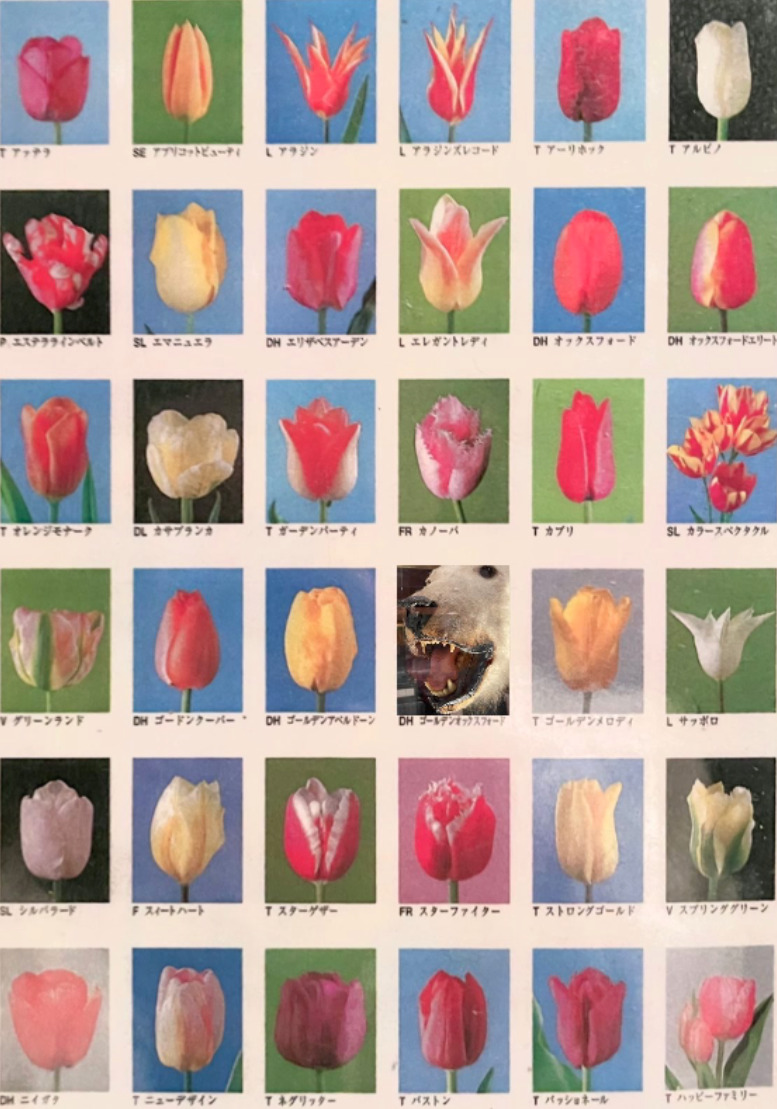 T アッテラ
SE アプリコットビューティ
L アラジン
L アラジンズレコード
T アーリホック
T アルビノ
P. エステララインベルト
SL エマニュエラ
DH エリザベスアーデン
L エレガントレディ
DH オックスフォード
DH オックスフォードエリート
T オレンジモナーク
DL カサブランカ
T ガーデンパーティ
FR カノーバ
T カプリ
SL カラースペクタクル
V グリーンランド
DH ゴードンクーパー
DH ゴールデンアペルドーン
DH ゴールデンオックスフォード
T ゴールデンメロディ
L サッポロ
SL シルバラード
F スィートハート
T スターゲザー
FR スターファイター
T ストロングゴールド
V スプリンググリーン
DH ニイガタ
T ニューデザイン
T ネグリッター
T バストン
T パッショネール
T ハッピーファミリー